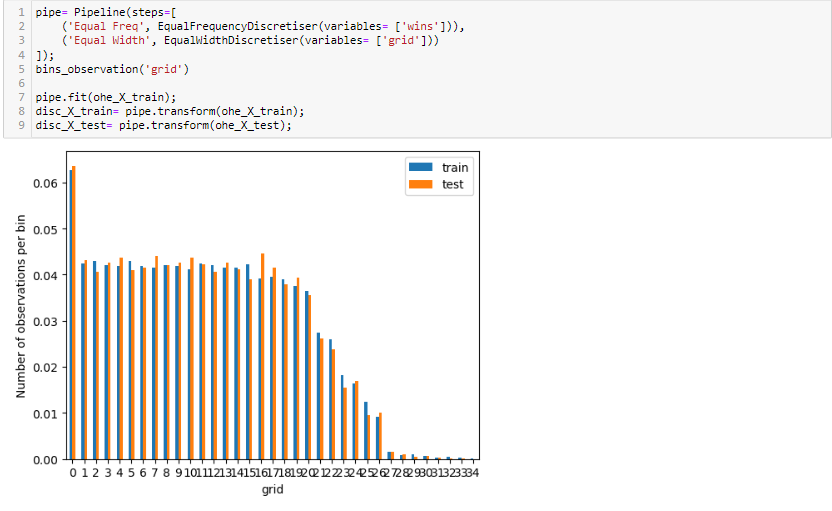 1 pipe= Pipeline(steps=[
2 ('Equal Freq', EqualFrequencyDiscretiser(variables= ['wins'])),
3 ('Equal Width', EqualWidthDiscretiser(variables= ['grid']))
4 ]);
5 bins_observation('grid')
6
7 pipe.fit(ohe_X_train);
8 disc_X_train= pipe.transform(ohe_X_train);
9 disc_X_test= pipe.transform(ohe_X_test);
train
test
0.06
0.05
0.04
0.03
0.02
0.01
0.00
Number of observations per bin
0 1 2 3 4 5 6 7 8 9 10 11 12 13 14 15 16 17 18 19 20 21 22 23 24 25 26 27 28 29 30 31 32 33 34
grid